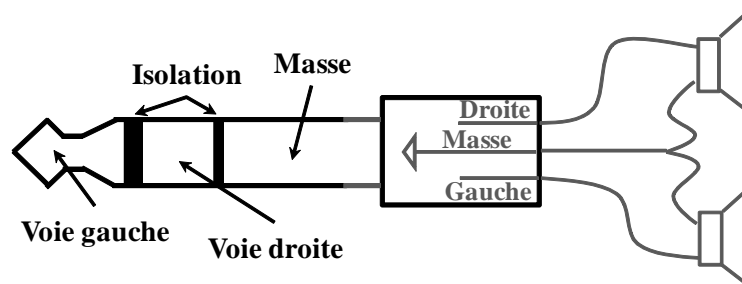 Isolation
Masse
Droite
Masse
Gauche
Voie gauche
Voie droite